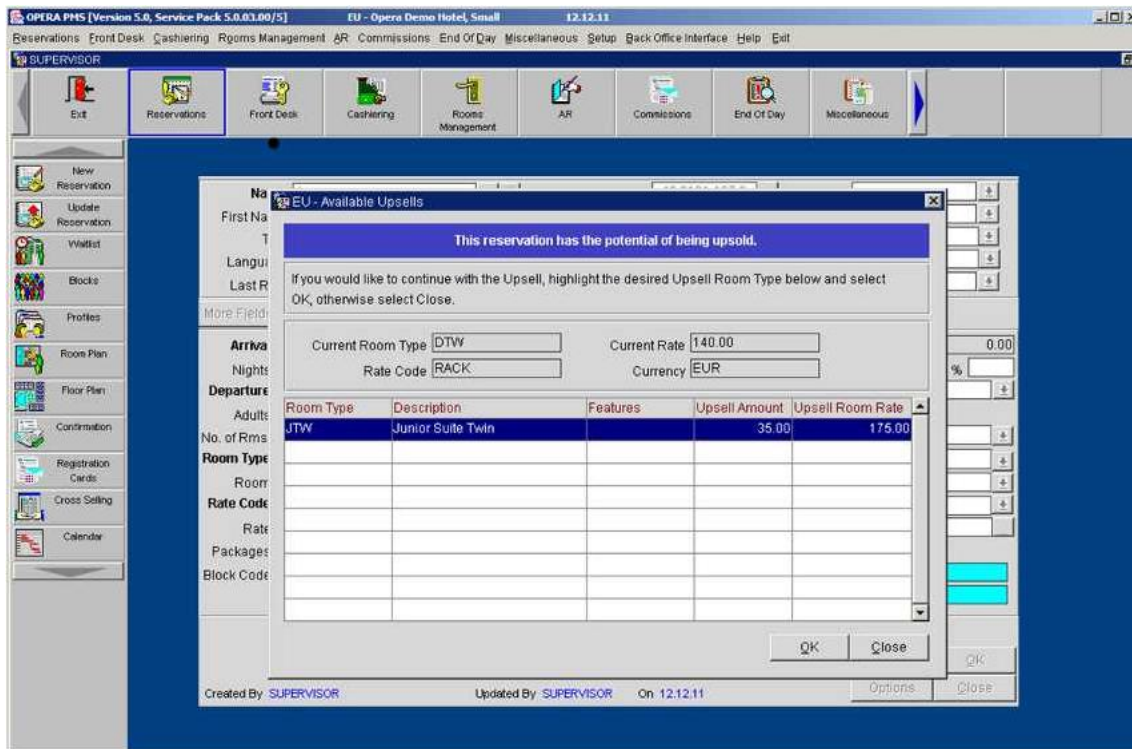 OPERA PMS [Version 5.0, Service Pack 5.0.03.00/5] EU - Opera Demo Hotel, Small 12.12.11
Reservations Front Desk Cashiering Rooms Management AR Commissions End Of Day Miscellaneous Setup Back Office Interface Help Exit
SUPERVISOR
Exit Reservations Front Desk Cashiering Rooms Management AR Commissions End Of Day Miscellaneous
New Reservation
Update Reservation
Waitlist
Blocks
Profiles
Room Plan
Floor Plan
Confirmation
Registration Cards
Cross Selling
Calendar
Na
First Na
T
Langua
Last R
More Field
Arriva
Nights
Departure
Adults
No. of Rms
Room Type
Room
Rate Code
Rate
Packages
Block Code
EU - Available Upsells
This reservation has the potential of being upsold.
If you would like to continue with the Upsell, highlight the desired Upsell Room Type below and select
OK, otherwise select Close.
Current Room Type DTW Current Rate 140.00
Rate Code RACK Currency EUR
Room Type Description Features Upsell Amount Upsell Room Rate
JTW Junior Suite Twin 35.00 175.00
OK Close
0.00
%
OK
Options Close
Created By SUPERVISOR Updated By SUPERVISOR On 12.12.11